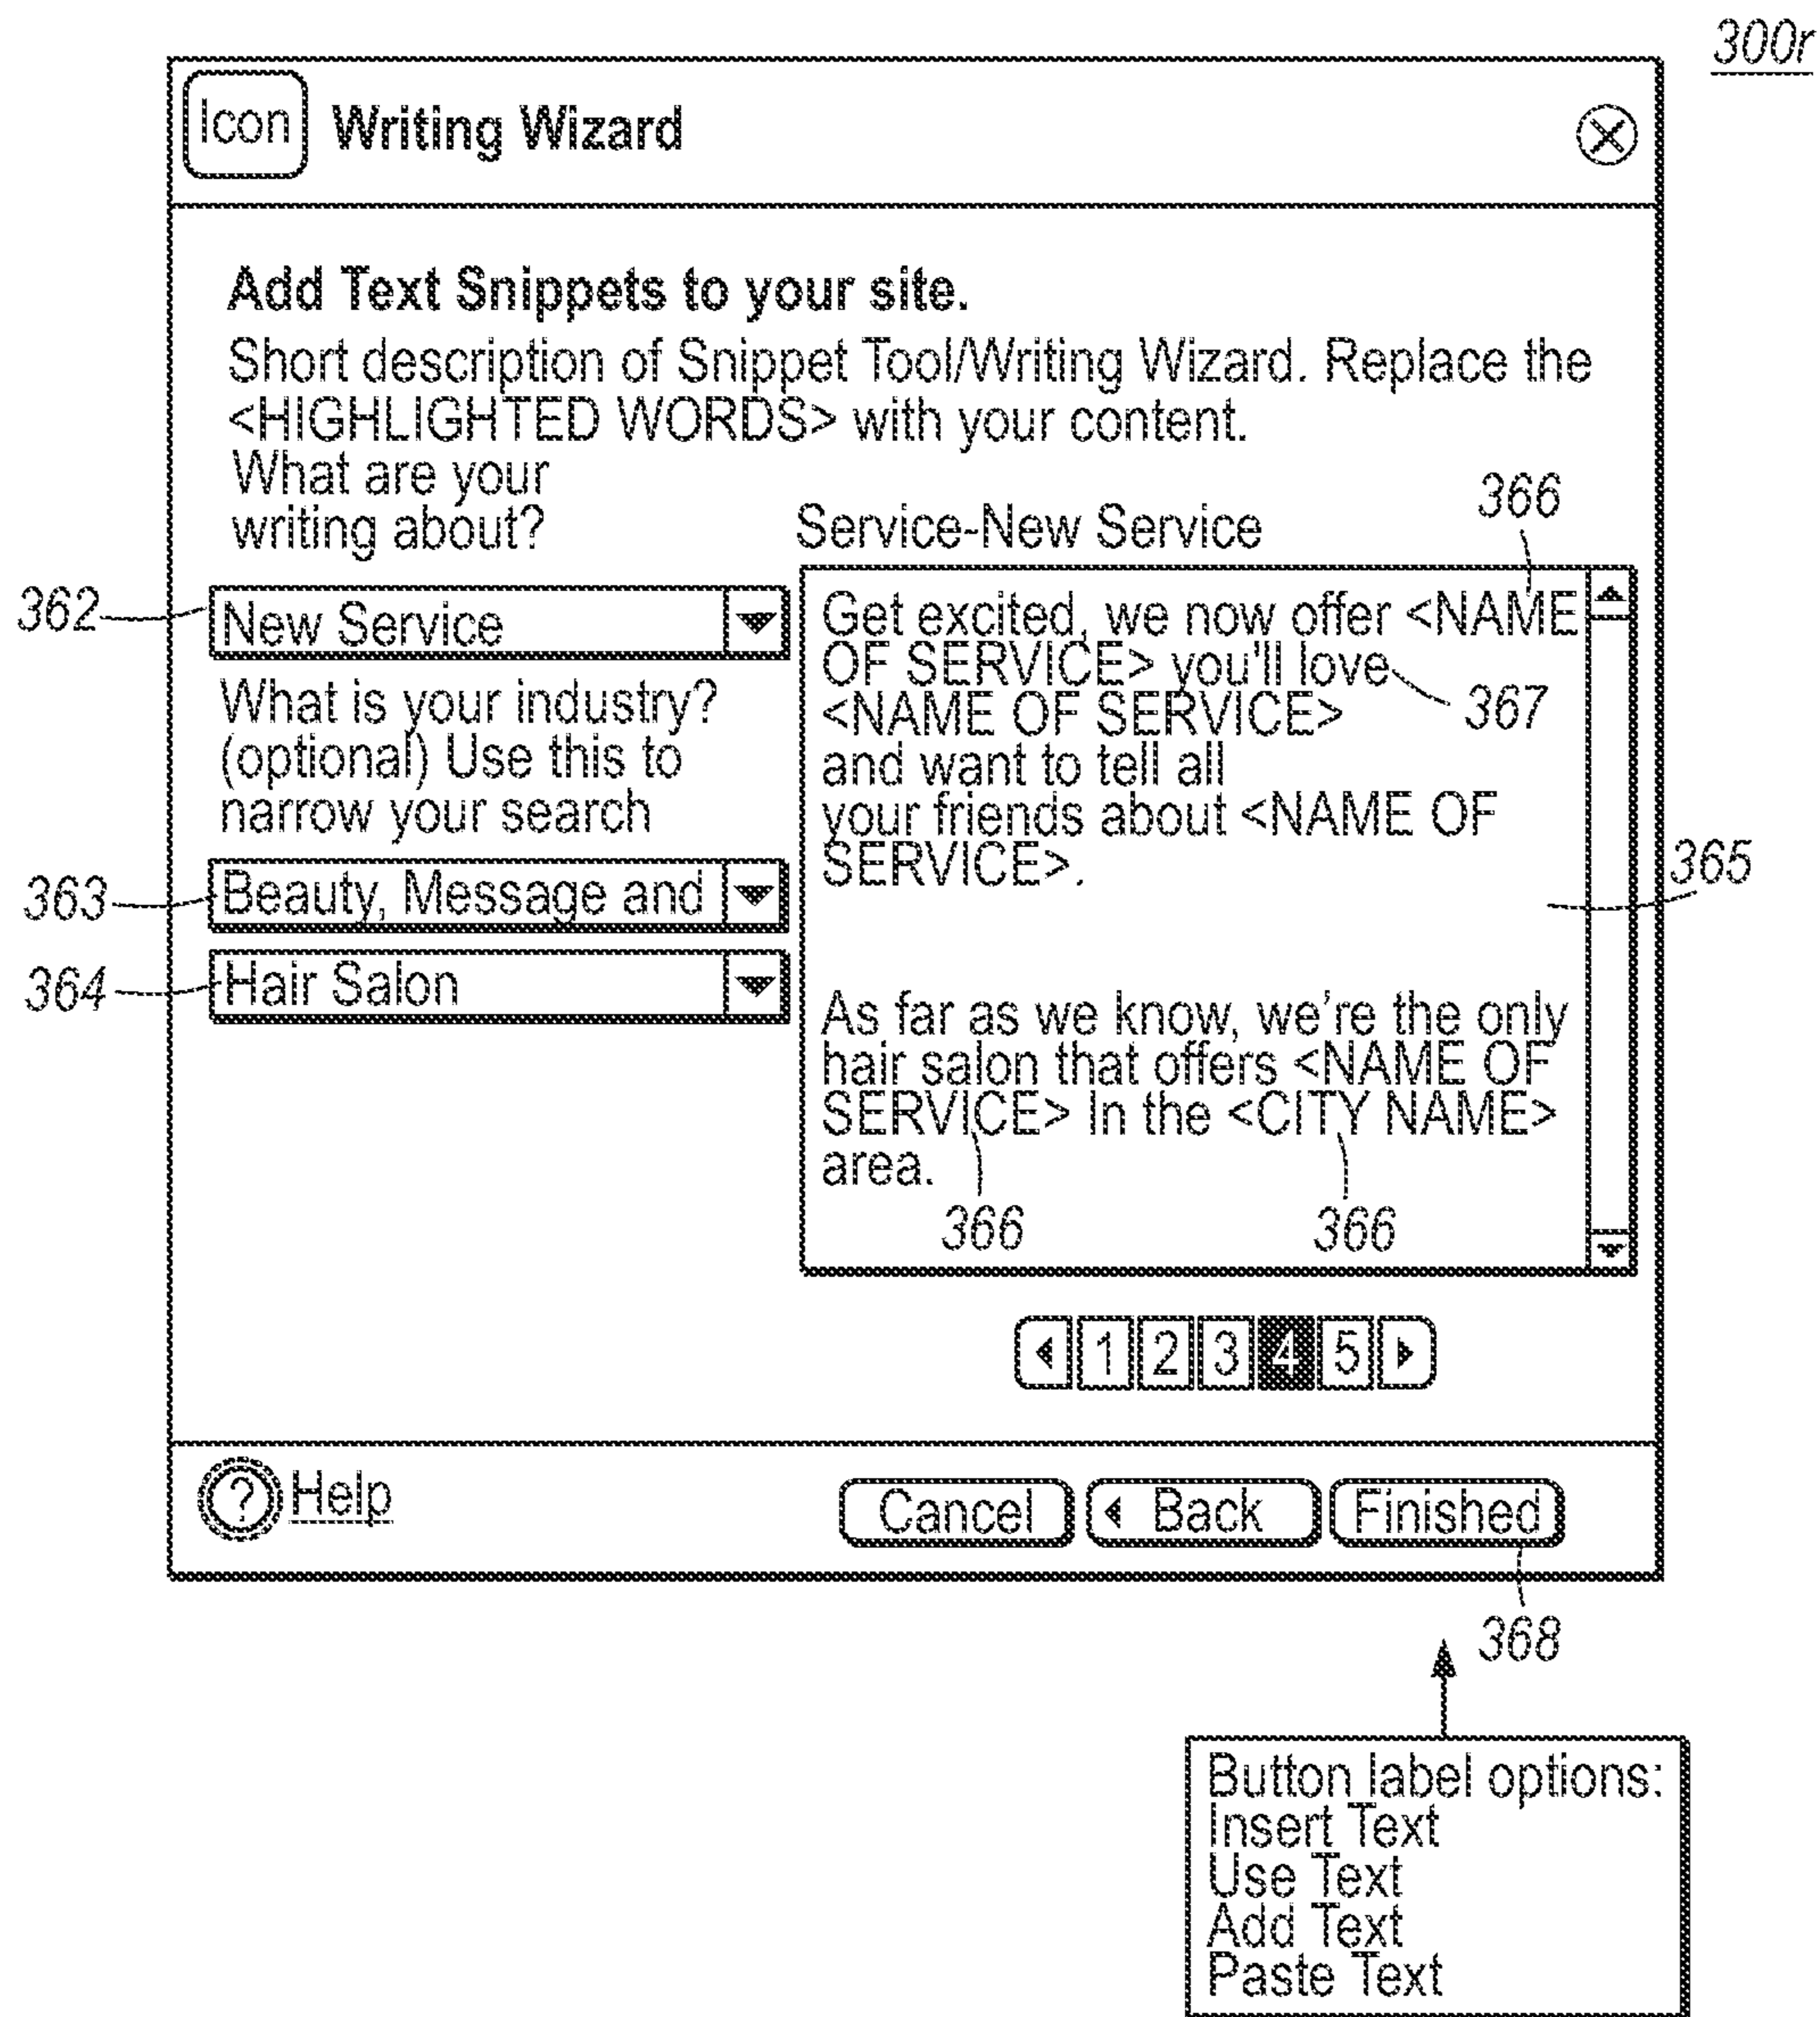 300r
Icon Writing Wizard
Add Text Snippets to your site.
Short description of Snippet Tool/Writing Wizard. Replace the
<HIGHLIGHTED WORDS> with your content.
What are your
writing about?
362
New Service
What is your industry?
(optional) Use this to
narrow your search
363
Beauty, Message and
364
Hair Salon
Service-New Service
366
Get excited, we now offer <NAME
OF SERVICE> you'll love
367
<NAME OF SERVICE>
and want to tell all
your friends about <NAME OF
SERVICE>.
365
As far as we know, we're the only
hair salon that offers <NAME OF
SERVICE> In the <CITY NAME>
area.
366 366
1 2 3 4 5
? Help
Cancel Back Finished
368
Button label options:
Insert Text
Use Text
Add Text
Paste Text